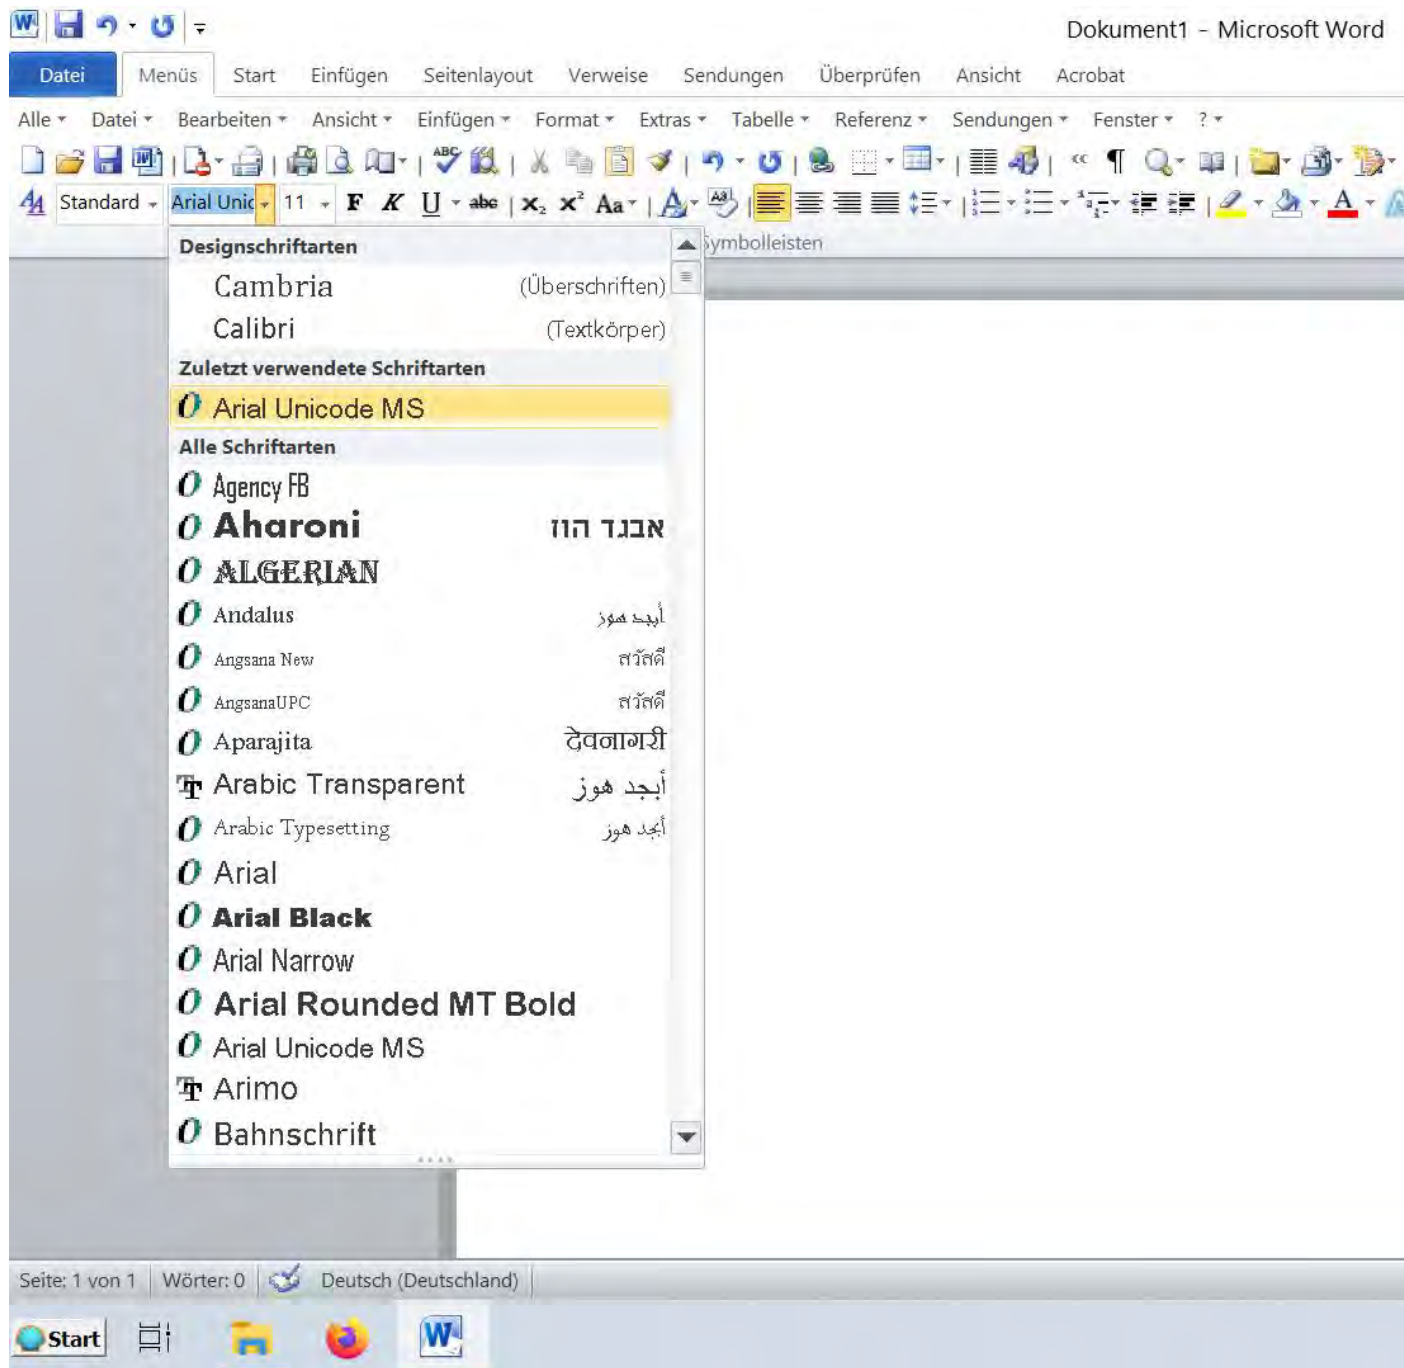 Dokument1 - Microsoft Word
Datei Menüs Start Einfügen Seitenlayout Verweise Sendungen Überprüfen Ansicht Acrobat
Alle Datei Bearbeiten Ansicht Einfügen Format Extras Tabelle Referenz Sendungen Fenster ?
Standard Arial Unic 11 F K U abe x₂ x² Aa
Symbolleisten
Designschriftarten
Cambria (Überschriften)
Calibri (Textkörper)
Zuletzt verwendete Schriftarten
Arial Unicode MS
Alle Schriftarten
Agency FB
Aharoni אבגד הוז
ALGERIAN
Andalus أبجد هوز
Angsana New สวัสดี
AngsanaUPC สวัสดี
Aparajita देवनागरी
Arabic Transparent أبجد هوز
Arabic Typesetting أبجد هوز
Arial
Arial Black
Arial Narrow
Arial Rounded MT Bold
Arial Unicode MS
Arimo
Bahnschrift
Seite: 1 von 1 Wörter: 0 Deutsch (Deutschland)
Start